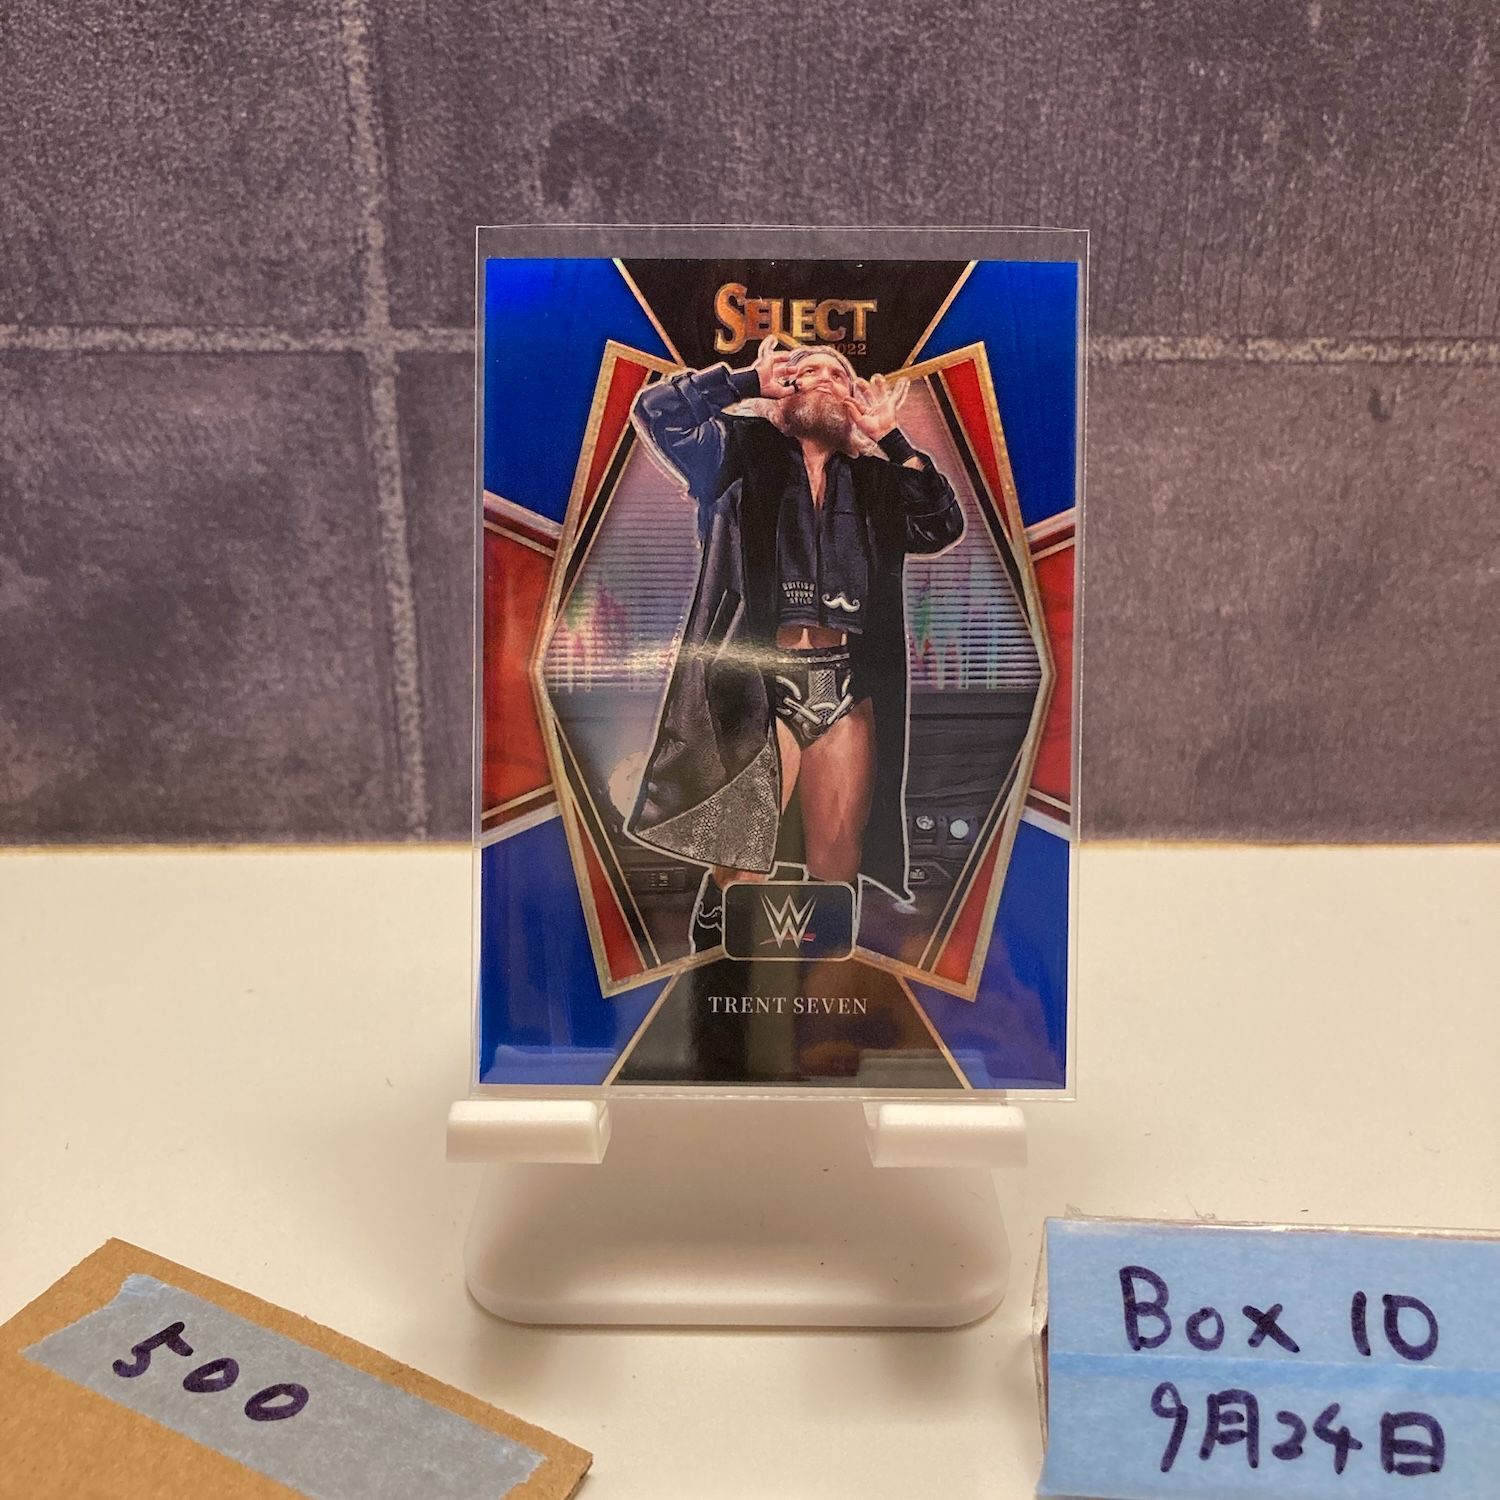 SELECT
2022
BRITISH
STRONG
STYLE
W
TRENT SEVEN
500
Box 10
9月24日